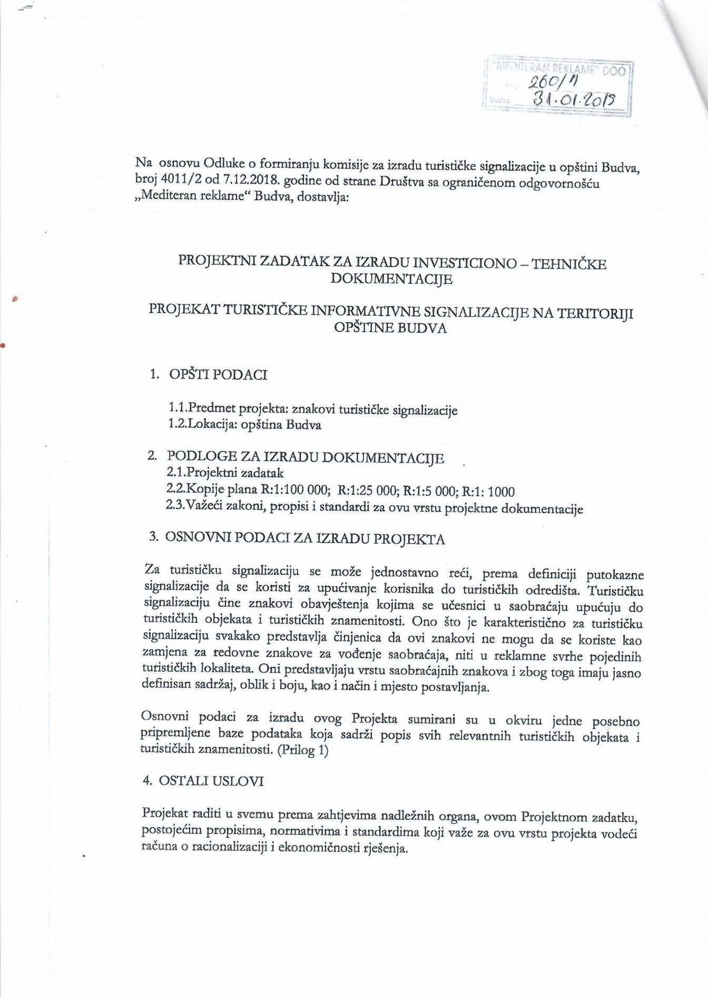 "MEDITERAN REKLAME" DOO
260/1
Budva 31.01.2019
Na osnovu Odluke o formiranju komisije za izradu turističke signalizacije u opštini Budva,
broj 4011/2 od 7.12.2018. godine od strane Društva sa ograničenom odgovornošću
„Mediteran reklame“ Budva, dostavlja:
PROJEKTNI ZADATAK ZA IZRADU INVESTICIONO – TEHNIČKE
DOKUMENTACIJE
PROJEKAT TURISTIČKE INFORMATIVNE SIGNALIZACIJE NA TERITORIJI
OPŠTINE BUDVA
1. OPŠTI PODACI
1.1.Predmet projekta: znakovi turističke signalizacije
1.2.Lokacija: opština Budva
2. PODLOGE ZA IZRADU DOKUMENTACIJE
2.1.Projektni zadatak
2.2.Kopije plana R:1:100 000; R:1:25 000; R:1:5 000; R:1: 1000
2.3.Važeći zakoni, propisi i standardi za ovu vrstu projektne dokumentacije
3. OSNOVNI PODACI ZA IZRADU PROJEKTA
Za turističku signalizaciju se može jednostavno reći, prema definiciji putokazne
signalizacije da se koristi za upućivanje korisnika do turističkih odredišta. Turističku
signalizaciju čine znakovi obavještenja kojima se učesnici u saobraćaju upućuju do
turističkih objekata i turističkih znamenitosti. Ono što je karakteristično za turističku
signalizaciju svakako predstavlja činjenica da ovi znakovi ne mogu da se koriste kao
zamjena za redovne znakove za vođenje saobraćaja, niti u reklamne svrhe pojedinih
turističkih lokaliteta. Oni predstavljaju vrstu saobraćajnih znakova i zbog toga imaju jasno
definisan sadržaj, oblik i boju, kao i način i mjesto postavljanja.
Osnovni podaci za izradu ovog Projekta sumirani su u okviru jedne posebno
pripremljene baze podataka koja sadrži popis svih relevantnih turističkih objekata i
turističkih znamenitosti. (Prilog 1)
4. OSTALI USLOVI
Projekat raditi u svemu prema zahtjevima nadležnih organa, ovom Projektnom zadatku,
postojećim propisima, normativima i standardima koji važe za ovu vrstu projekta vodeći
računa o racionalizaciji i ekonomičnosti rješenja.